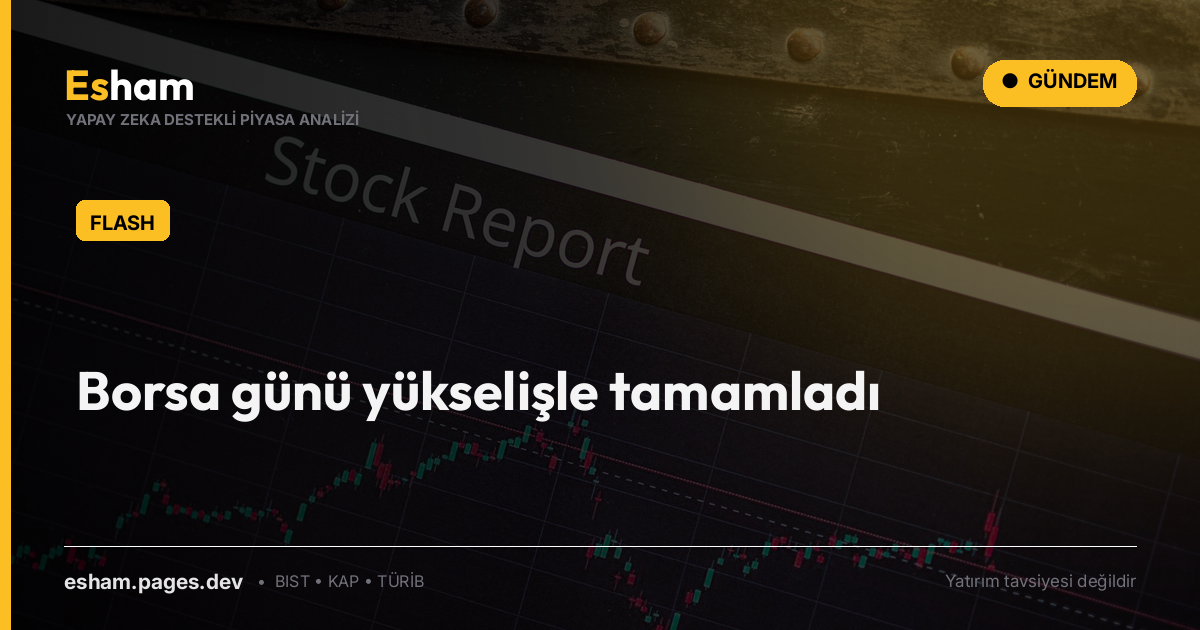 Esham
YAPAY ZEKA DESTEKLİ PİYASA ANALİZİ
● GÜNDEM
Stock Report
FLASH
Borsa günü yükselişle tamamladı
esham.pages.dev • BIST • KAP • TÜRİB
Yatırım tavsiyesi değildir